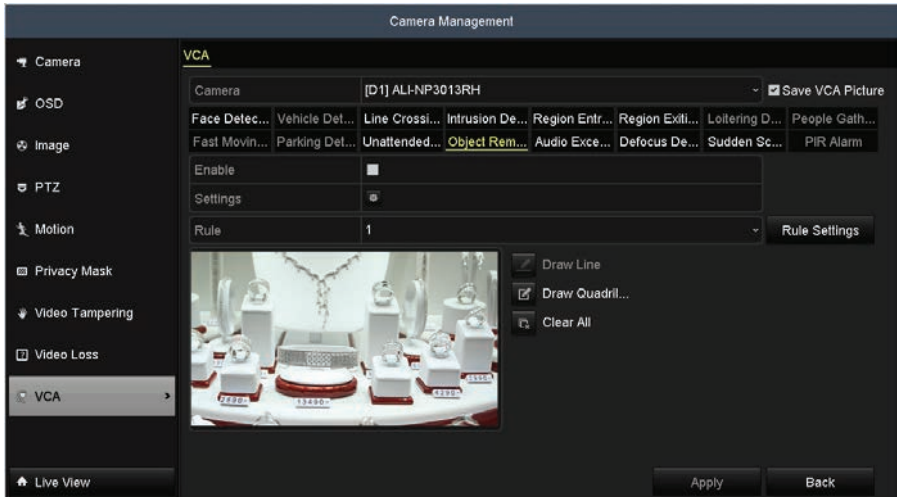 Camera Management
Camera
OSD
Image
PTZ
Motion
Privacy Mask
Video Tampering
Video Loss
VCA
Live View
VCA
Camera [D1] ALI-NP3013RH Save VCA Picture
Face Detec... Vehicle Det... Line Crossi... Intrusion De... Region Entr... Region Exiti... Loitering D... People Gath...
Fast Movin... Parking Det... Unattended... Object Rem... Audio Exce... Defocus De... Sudden Sc... PIR Alarm
Enable
Settings
Rule 1 Rule Settings
Draw Line
Draw Quadril...
Clear All
13490.-
4290.-
Apply Back